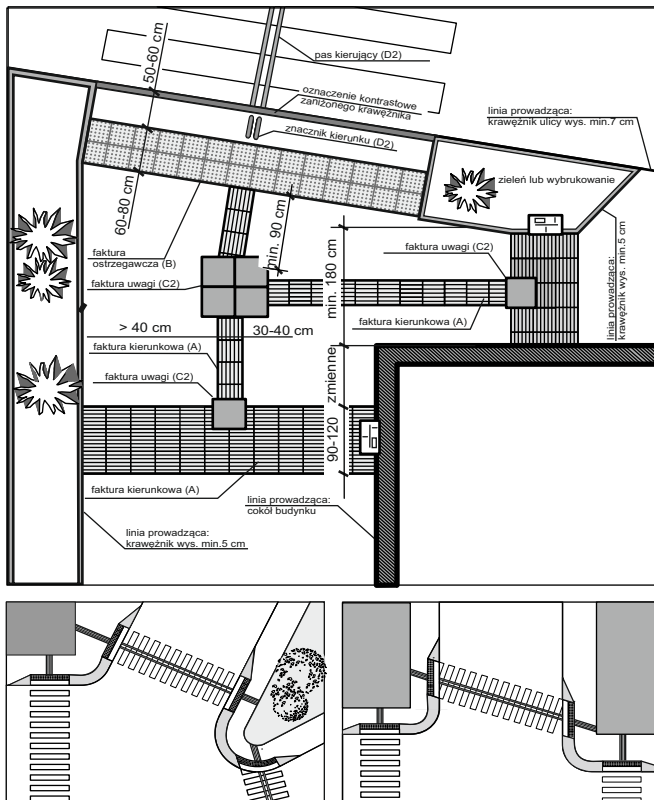 50-60 cm
pas kierujący (D2)
oznaczenie kontrastowe
zaniżonego krawężnika
linia prowadząca:
krawężnik ulicy wys. min.7 cm
znacznik kierunku (D2)
60-80 cm
zieleń lub wybrukowanie
min. 90 cm
faktura
ostrzegawcza (B)
faktura uwagi (C2)
min. 180 cm
faktura uwagi (C2)
linia prowadząca:
krawężnik wys. min.5 cm
> 40 cm
30-40 cm
faktura kierunkowa (A)
faktura kierunkowa (A)
zmienne
faktura uwagi (C2)
90-120
faktura kierunkowa (A)
linia prowadząca:
cokół budynku
linia prowadząca:
krawężnik wys. min.5 cm